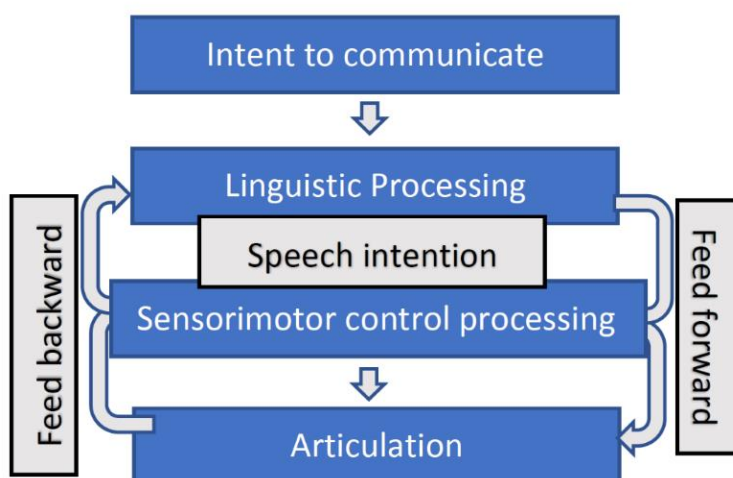 Intent to communicate
Linguistic Processing
Speech intention
Sensorimotor control processing
Articulation
Feed backward
Feed forward